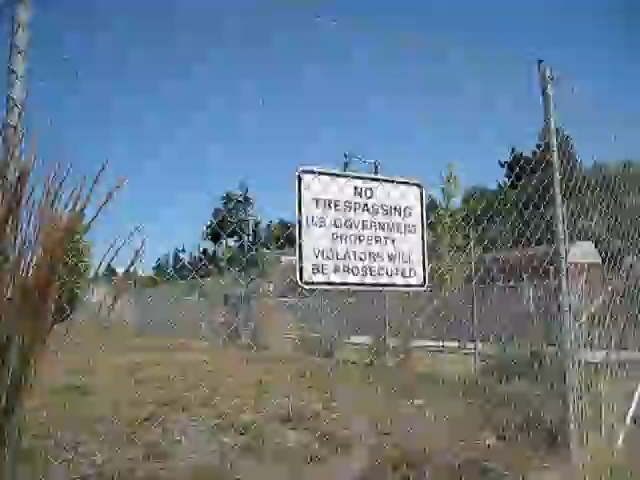 NO
TRESPASSING
U.S. GOVERNMENT
PROPERTY
VIOLATORS WILL
BE PROSECUTED